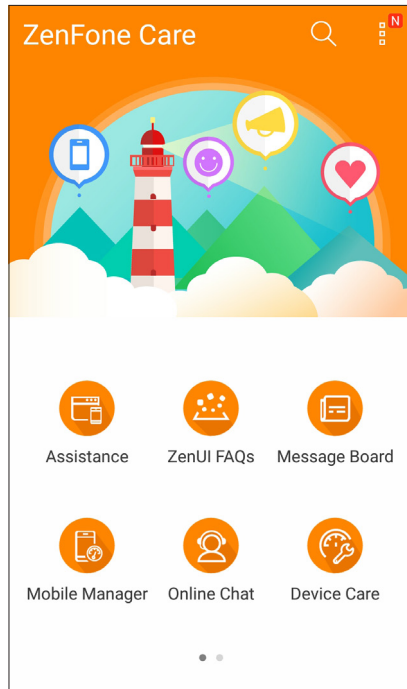 ZenFone Care
N
Assistance
ZenUI FAQs
Message Board
Mobile Manager
Online Chat
Device Care